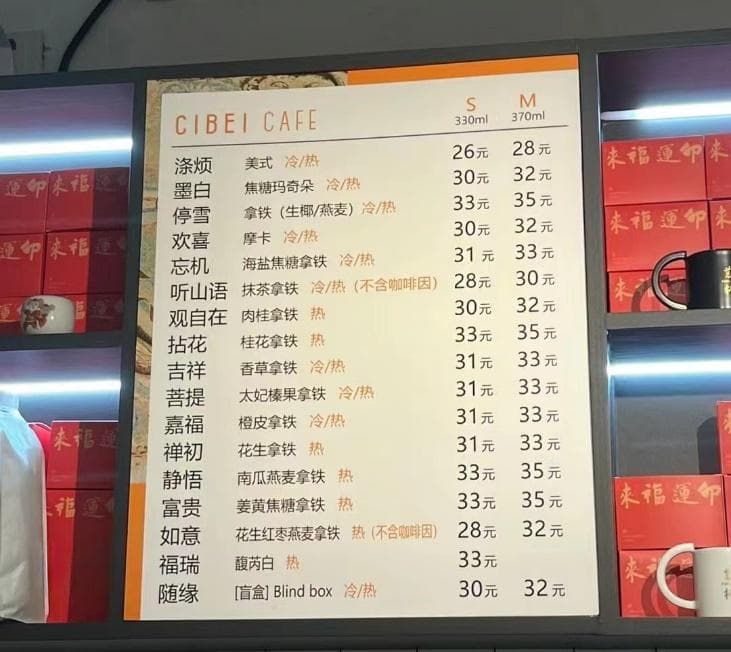 CIBEI CAFE
S M
330ml 370ml
涤烦 美式 冷/热 26元 28元
墨白 焦糖玛奇朵 冷/热 30元 32元
停雪 拿铁（生椰/燕麦）冷/热 33元 35元
欢喜 摩卡 冷/热 30元 32元
忘机 海盐焦糖拿铁 冷/热 31元 33元
听山语 抹茶拿铁 冷/热（不含咖啡因） 28元 30元
观自在 肉桂拿铁 热 30元 32元
拈花 桂花拿铁 热 33元 35元
吉祥 香草拿铁 冷/热 31元 33元
菩提 太妃榛果拿铁 冷/热 31元 33元
嘉福 橙皮拿铁 冷/热 31元 33元
禅初 花生拿铁 热 31元 33元
静悟 南瓜燕麦拿铁 热 33元 35元
富贵 姜黄焦糖拿铁 热 33元 35元
如意 花生红枣燕麦拿铁 热（不含咖啡因） 28元 32元
福瑞 馥芮白 热 33元
随缘 [盲盒] Blind box 冷/热 30元 32元
運卯
来福運
来福運卯
来福運卯
来福運卯
来福運
来福
来福運卯